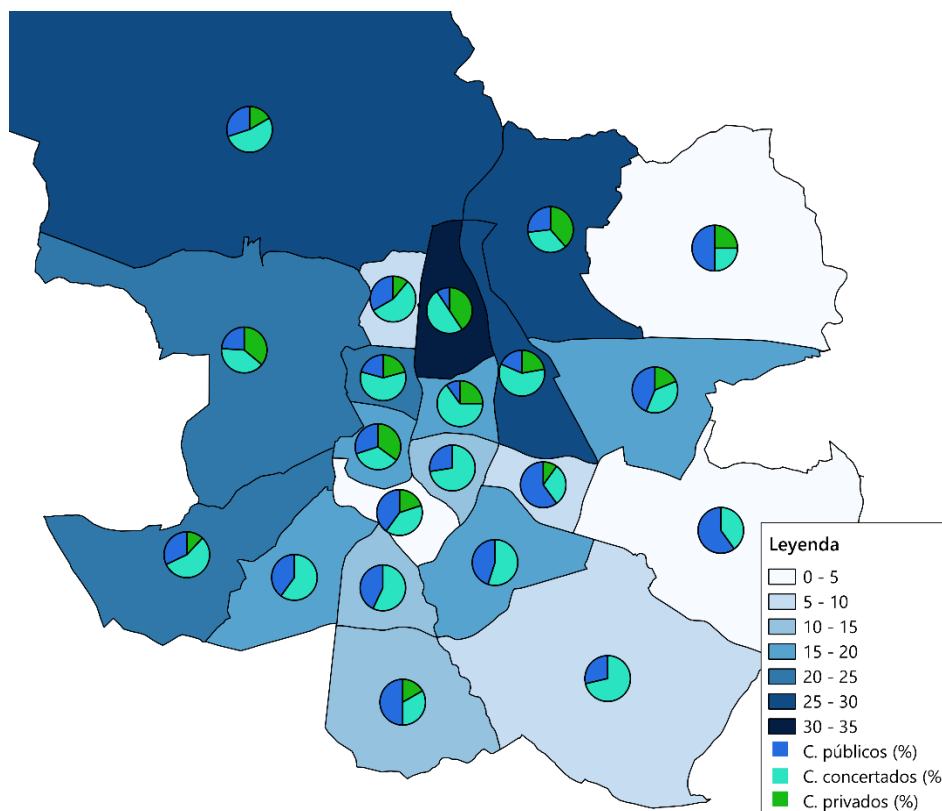 Leyenda
0 - 5
5 - 10
10 - 15
15 - 20
20 - 25
25 - 30
30 - 35
C. públicos (%)
C. concertados (%
C. privados (%)